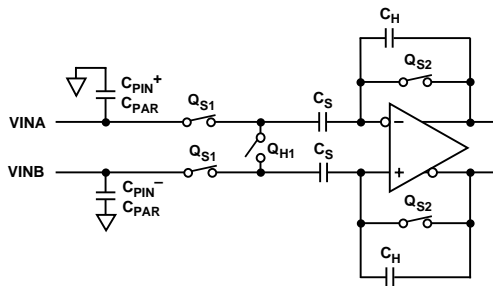 CH
CPIN+
CPAR
QS1
CS
QS2
VINA
−
QH1
VINB
QS1
CS
+
CPIN−
CPAR
QS2
CH